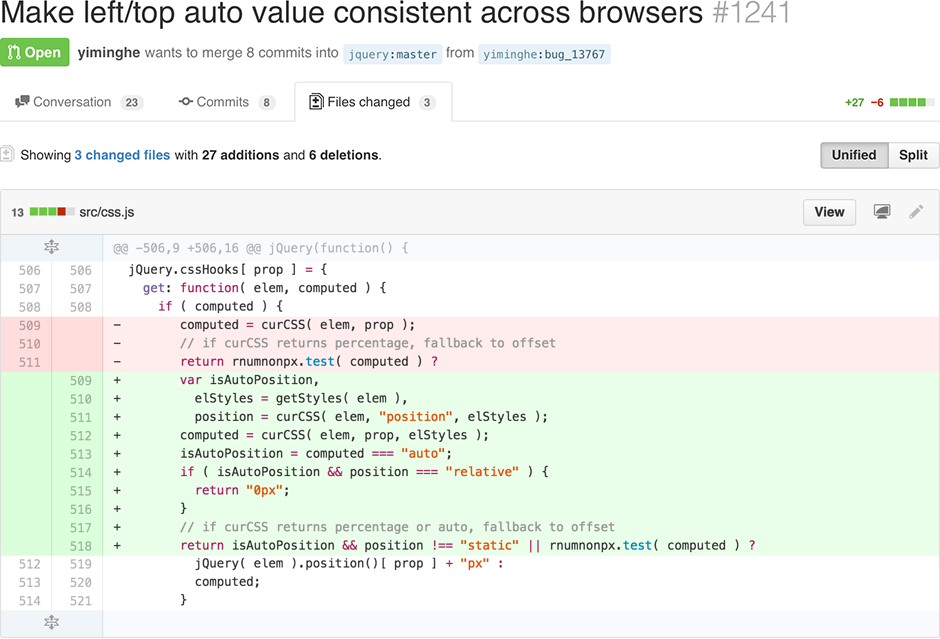 Make left/top auto value consistent across browsers #1241
Open yiminghe wants to merge 8 commits into jquery:master from yiminghe:bug_13767
Conversation 23 Commits 8 Files changed 3 +27 −6
Showing 3 changed files with 27 additions and 6 deletions. Unified Split
13 src/css.js View
@@ -506,9 +506,16 @@ jQuery(function() {
506 506 jQuery.cssHooks[ prop ] = {
507 507 get: function( elem, computed ) {
508 508 if ( computed ) {
509 - computed = curCSS( elem, prop );
510 - // if curCSS returns percentage, fallback to offset
511 - return rnumnonpx.test( computed ) ?
509 + var isAutoPosition,
510 + elStyles = getStyles( elem ),
511 + position = curCSS( elem, "position", elStyles );
512 + computed = curCSS( elem, prop, elStyles );
513 + isAutoPosition = computed === "auto";
514 + if ( isAutoPosition && position === "relative" ) {
515 + return "0px";
516 + }
517 + // if curCSS returns percentage or auto, fallback to offset
518 + return isAutoPosition && position !== "static" || rnumnonpx.test( computed ) ?
512 519 jQuery( elem ).position()[ prop ] + "px" :
513 520 computed;
514 521 }